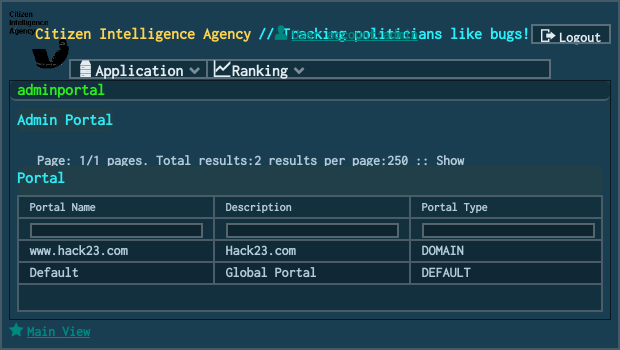 Citizen
Intelligence
Agency
Citizen Intelligence Agency // Tracking politicians like bugs!
Logout
Application
Ranking
adminportal
Admin Portal
Page: 1/1 pages. Total results:2 results per page:250 :: Show
Portal
Portal Name Description Portal Type
www.hack23.com Hack23.com DOMAIN
Default Global Portal DEFAULT
Main View